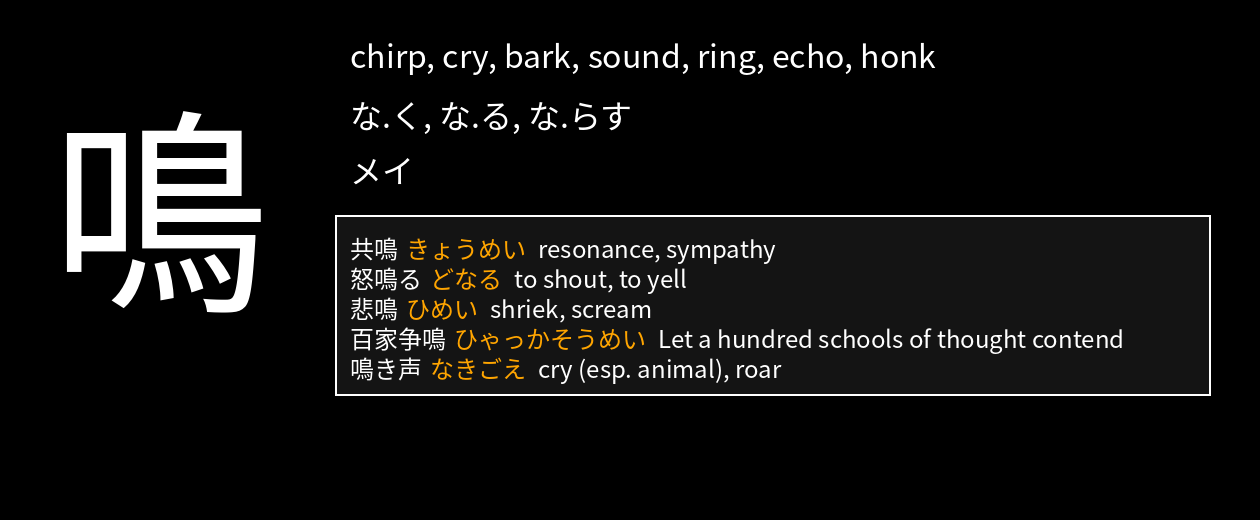 鳴
chirp, cry, bark, sound, ring, echo, honk
な.く, な.る, な.らす
メイ
共鳴 きょうめい resonance, sympathy
怒鳴る どなる to shout, to yell
悲鳴 ひめい shriek, scream
百家争鳴 ひゃっかそうめい Let a hundred schools of thought contend
鳴き声 なきごえ cry (esp. animal), roar